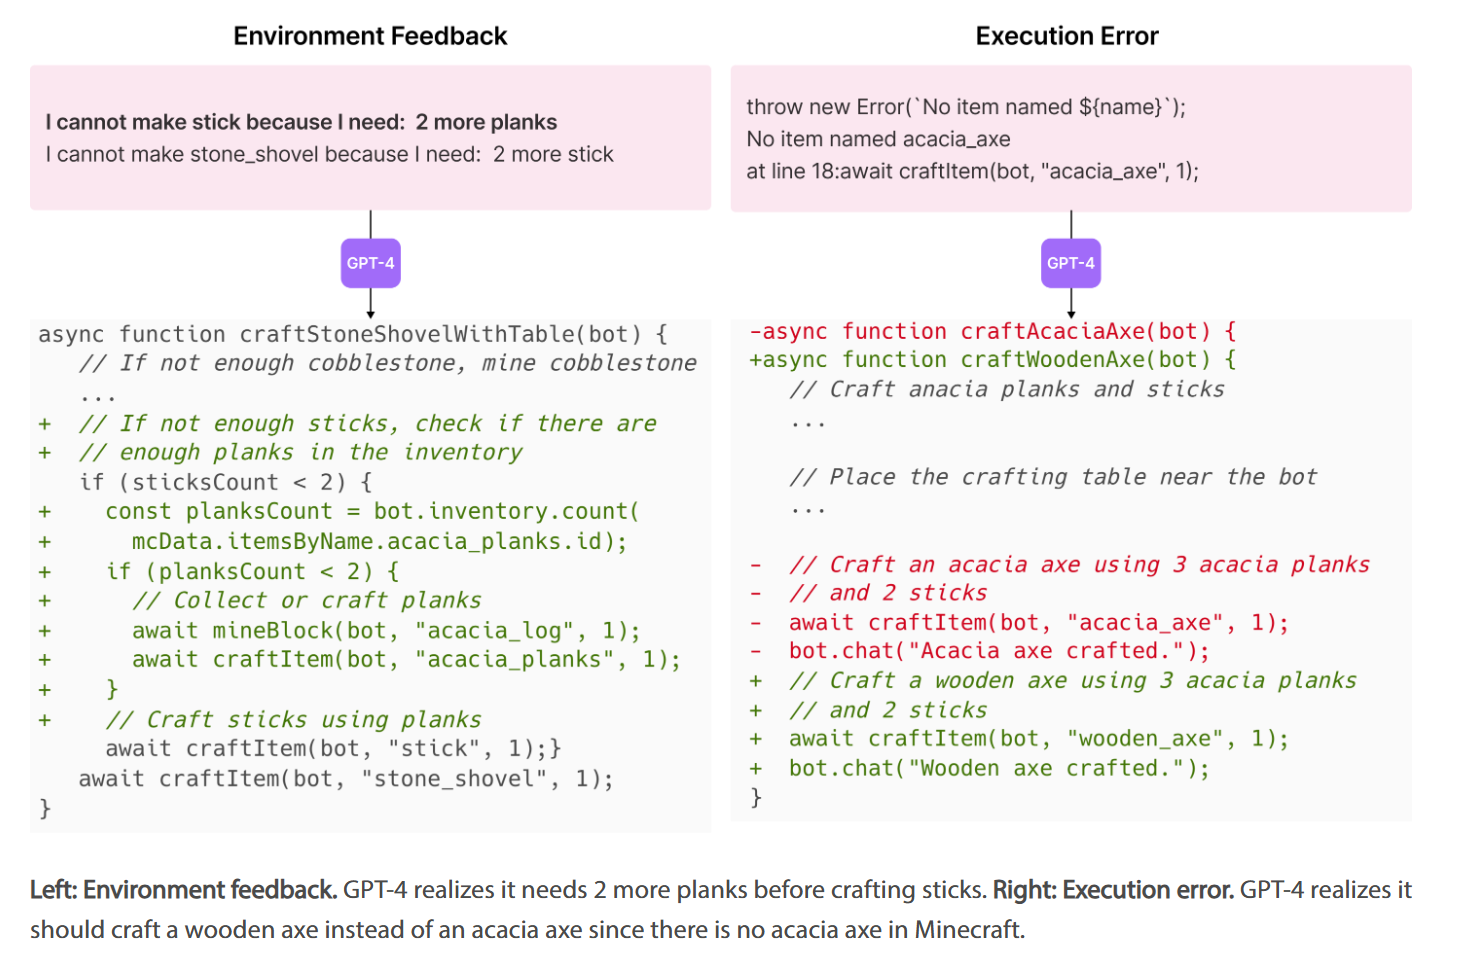 Environment Feedback
I cannot make stick because I need:  2 more planks
I cannot make stone_shovel because I need:  2 more stick
GPT-4
async function craftStoneShovelWithTable(bot) {
// If not enough cobblestone, mine cobblestone
...
+ // If not enough sticks, check if there are
+ // enough planks in the inventory
if (sticksCount < 2) {
+ const planksCount = bot.inventory.count(
+ mcData.itemsByName.acacia_planks.id);
+ if (planksCount < 2) {
+ // Collect or craft planks
+ await mineBlock(bot, "acacia_log", 1);
+ await craftItem(bot, "acacia_planks", 1);
+ }
+ // Craft sticks using planks
await craftItem(bot, "stick", 1);}
await craftItem(bot, "stone_shovel", 1);
}
Execution Error
throw new Error(`No item named ${name}`);
No item named acacia_axe
at line 18:await craftItem(bot, "acacia_axe", 1);
GPT-4
-async function craftAcaciaAxe(bot) {
+async function craftWoodenAxe(bot) {
// Craft anacia planks and sticks
...
// Place the crafting table near the bot
...
- // Craft an acacia axe using 3 acacia planks
- // and 2 sticks
- await craftItem(bot, "acacia_axe", 1);
- bot.chat("Acacia axe crafted.");
+ // Craft a wooden axe using 3 acacia planks
+ // and 2 sticks
+ await craftItem(bot, "wooden_axe", 1);
+ bot.chat("Wooden axe crafted.");
}
Left: Environment feedback. GPT-4 realizes it needs 2 more planks before crafting sticks. Right: Execution error. GPT-4 realizes it
should craft a wooden axe instead of an acacia axe since there is no acacia axe in Minecraft.